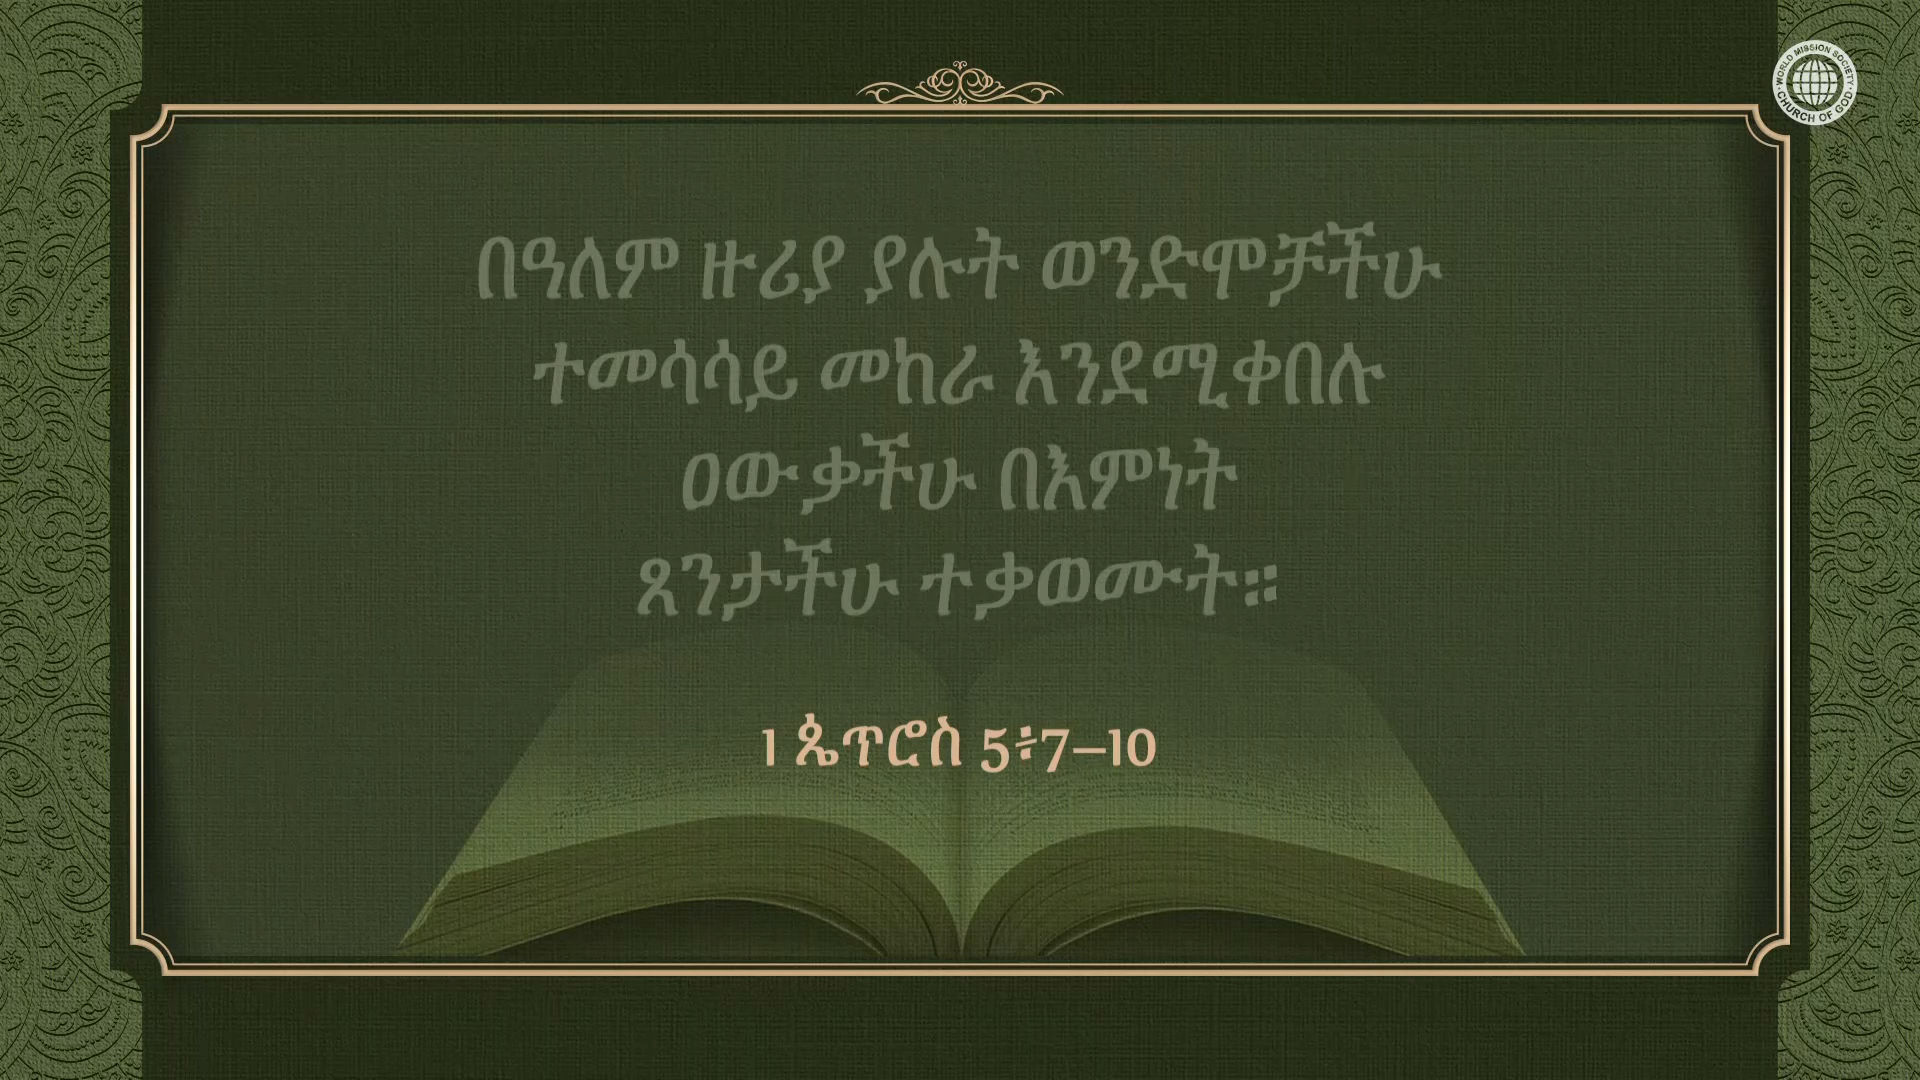 WORLD MISSION SOCIETY
CHURCH OF GOD
በዓለም ዙሪያ ያሉት ወንድሞቻችሁ
ተመሳሳይ መከራ እንደሚቀበሉ
ዐውቃችሁ በእምነት
ጸንታችሁ ተቃወሙት።
1 ጴጥሮስ 5፥7–10